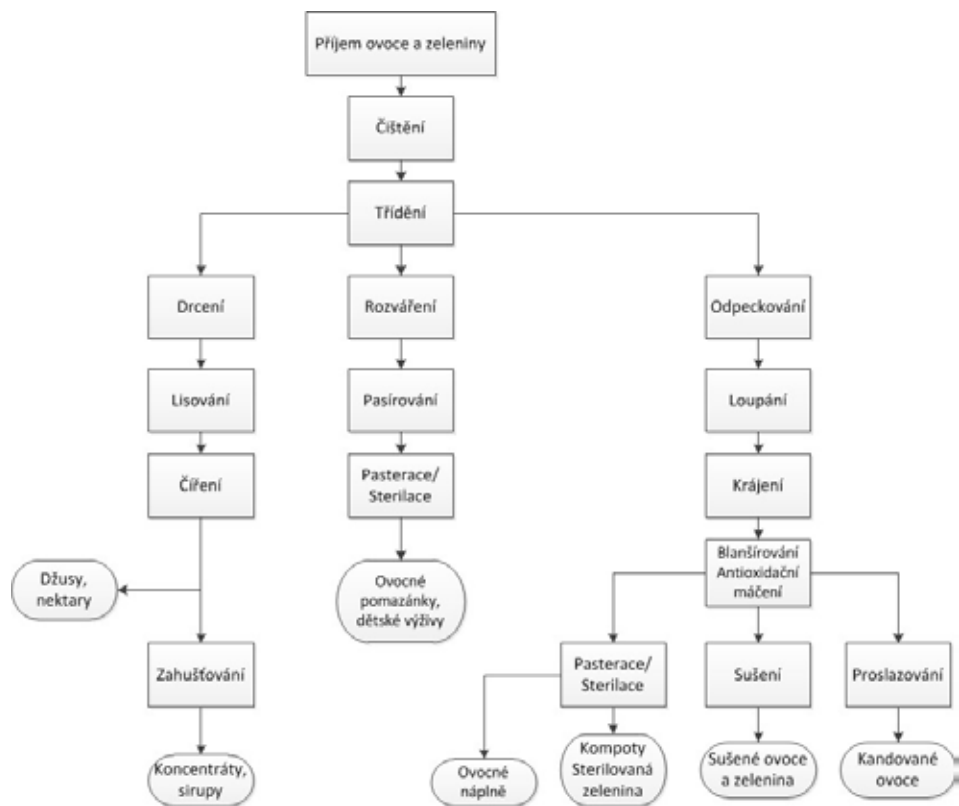 Příjem ovoce a zeleniny
Čištění
Třídění
Drcení
Rozváření
Odpeckování
Lisování
Pasírování
Loupání
Číření
Pasterace/
Sterilace
Krájení
Džusy,
nektary
Ovocné
pomazánky,
dětské výživy
Blanšírování
Antioxidační
máčení
Zahušťování
Pasterace/
Sterilace
Sušení
Proslazování
Koncentráty,
sirupy
Ovocné
náplně
Kompoty
Sterilovaná
zelenina
Sušené ovoce
a zelenina
Kandované
ovoce